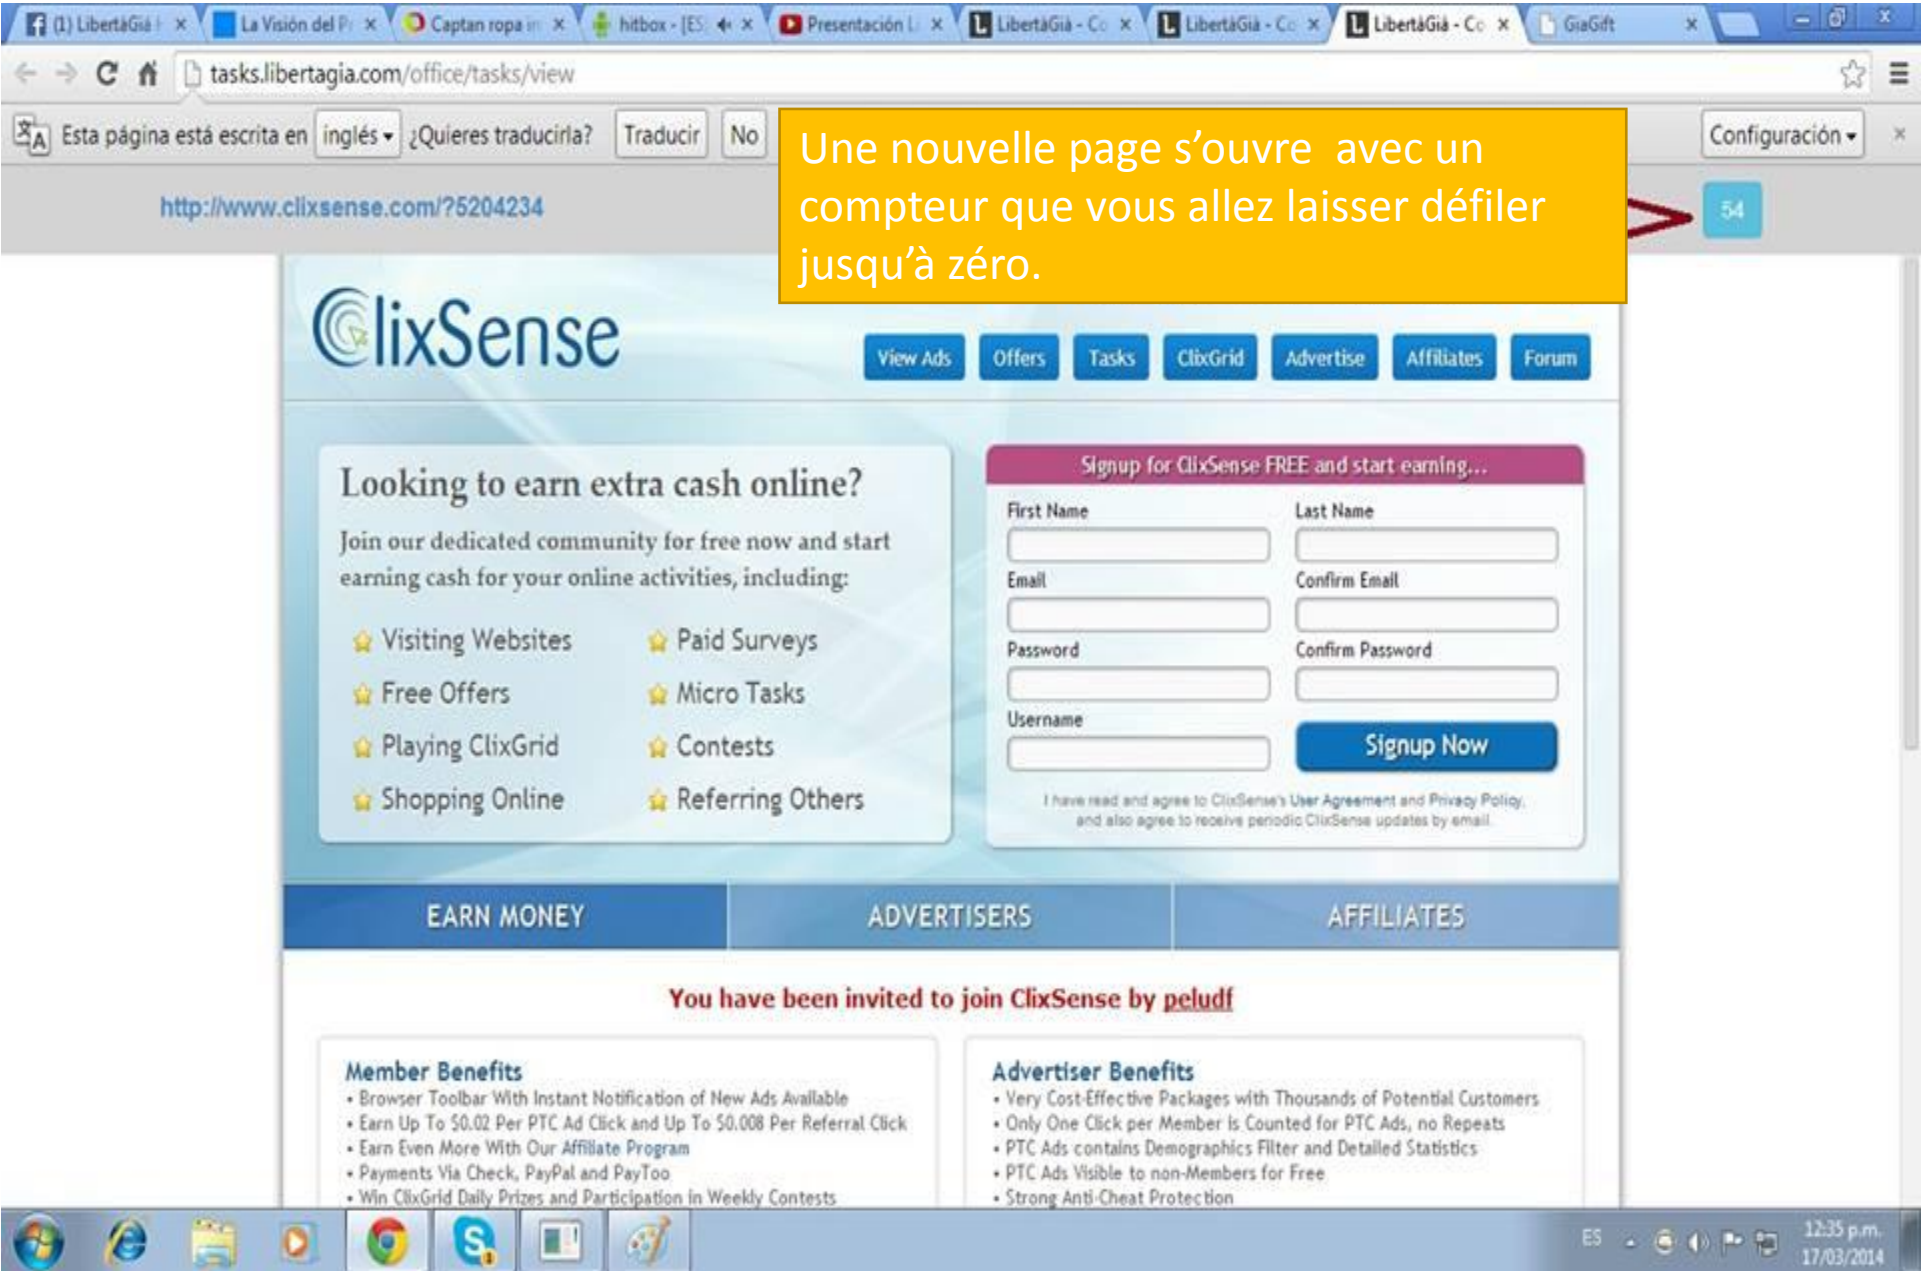 (1) LibertàGià
La Visión del P
Captan ropa in
hitbox - [ES
Presentación L
LibertàGià - Co
LibertàGià - Co
LibertàGià - Co
GiaGift
tasks.libertagia.com/office/tasks/view
Esta página está escrita en inglés ¿Quieres traducirla? Traducir No Configuración
Une nouvelle page s’ouvre avec un
compteur que vous allez laisser défiler
jusqu’à zéro.
http://www.clixsense.com/?5204234
54
ClixSense
View Ads Offers Tasks ClixGrid Advertise Affiliates Forum
Looking to earn extra cash online?
Join our dedicated community for free now and start
earning cash for your online activities, including:
Visiting Websites Paid Surveys
Free Offers Micro Tasks
Playing ClixGrid Contests
Shopping Online Referring Others
Signup for ClixSense FREE and start earning...
First Name Last Name
Email Confirm Email
Password Confirm Password
Username
Signup Now
I have read and agree to ClixSense's User Agreement and Privacy Policy,
and also agree to receive periodic ClixSense updates by email.
EARN MONEY ADVERTISERS AFFILIATES
You have been invited to join ClixSense by peludf
Member Benefits
• Browser Toolbar With Instant Notification of New Ads Available
• Earn Up To $0.02 Per PTC Ad Click and Up To $0.008 Per Referral Click
• Earn Even More With Our Affiliate Program
• Payments Via Check, PayPal and PayToo
• Win ClixGrid Daily Prizes and Participation in Weekly Contests
Advertiser Benefits
• Very Cost-Effective Packages with Thousands of Potential Customers
• Only One Click per Member is Counted for PTC Ads, no Repeats
• PTC Ads contains Demographics Filter and Detailed Statistics
• PTC Ads Visible to non-Members for Free
• Strong Anti-Cheat Protection
ES
12:35 p.m.
17/03/2014